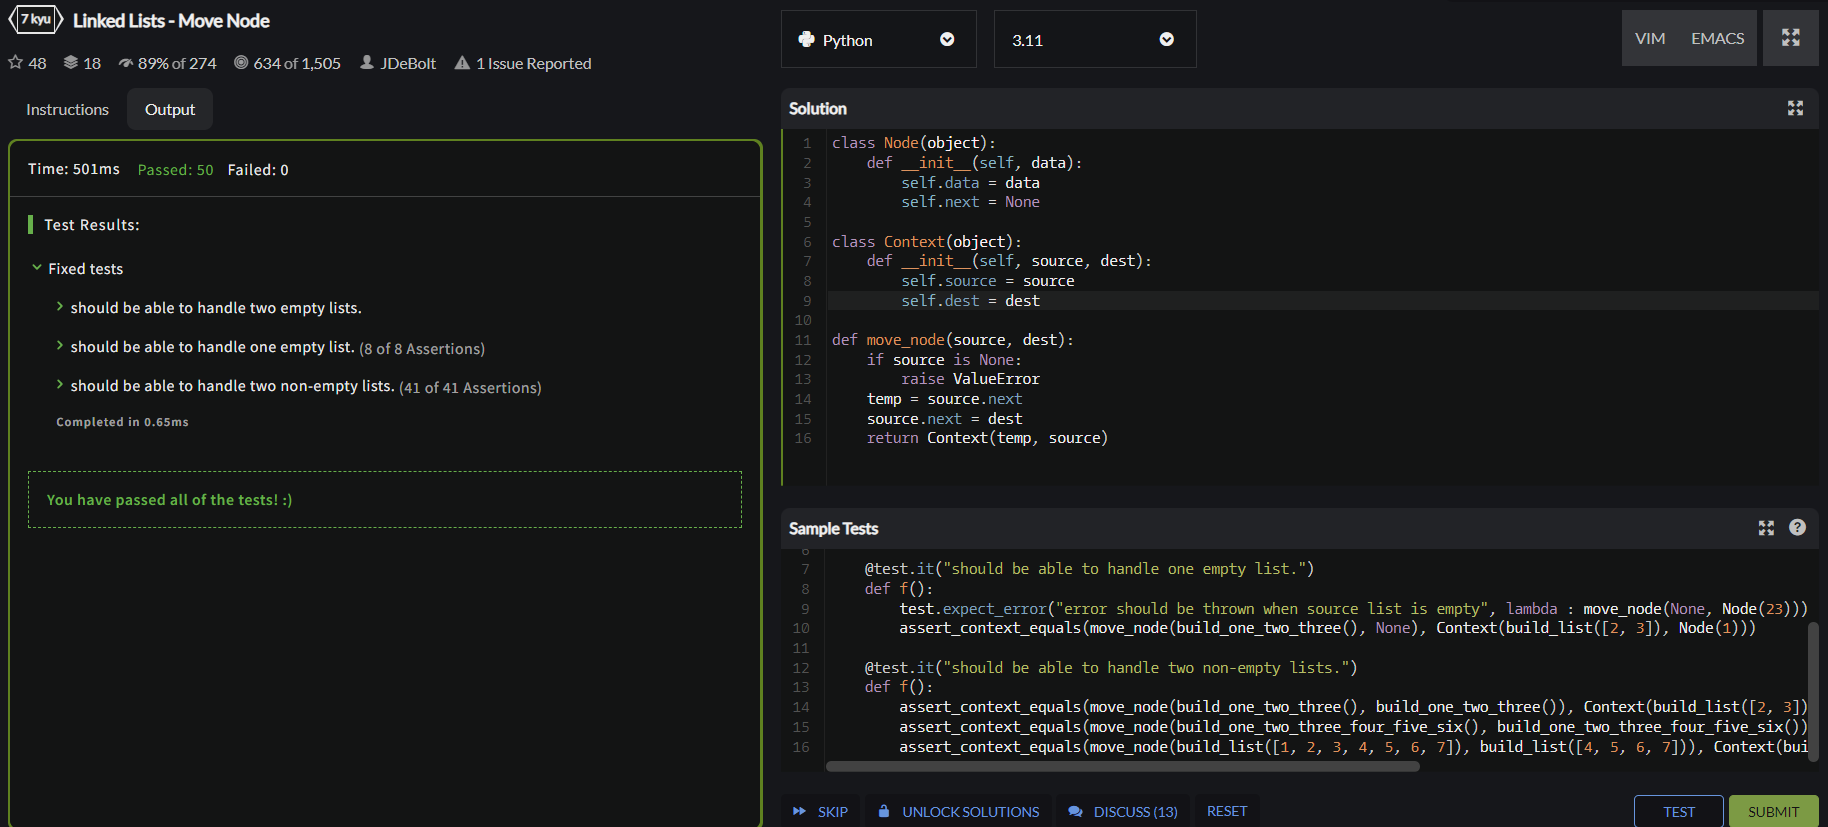 7 kyu Linked Lists - Move Node
48 18 89% of 274 634 of 1,505 JDeBolt 1 Issue Reported
Instructions Output
Time: 501ms Passed: 50 Failed: 0
Test Results:
Fixed tests
should be able to handle two empty lists.
should be able to handle one empty list. (8 of 8 Assertions)
should be able to handle two non-empty lists. (41 of 41 Assertions)
Completed in 0.65ms
You have passed all of the tests! :)
Python 3.11 VIM EMACS
Solution
1 class Node(object):
2     def __init__(self, data):
3         self.data = data
4         self.next = None
5
6 class Context(object):
7     def __init__(self, source, dest):
8         self.source = source
9         self.dest = dest
10
11 def move_node(source, dest):
12     if source is None:
13         raise ValueError
14     temp = source.next
15     source.next = dest
16     return Context(temp, source)
Sample Tests
6
7     @test.it("should be able to handle one empty list.")
8     def f():
9         test.expect_error("error should be thrown when source list is empty", lambda : move_node(None, Node(23)))
10         assert_context_equals(move_node(build_one_two_three(), None), Context(build_list([2, 3]), Node(1)))
11
12     @test.it("should be able to handle two non-empty lists.")
13     def f():
14         assert_context_equals(move_node(build_one_two_three(), build_one_two_three()), Context(build_list([2, 3])
15         assert_context_equals(move_node(build_one_two_three_four_five_six(), build_one_two_three_four_five_six())
16         assert_context_equals(move_node(build_list([1, 2, 3, 4, 5, 6, 7]), build_list([4, 5, 6, 7])), Context(bui
SKIP UNLOCK SOLUTIONS DISCUSS (13) RESET TEST SUBMIT